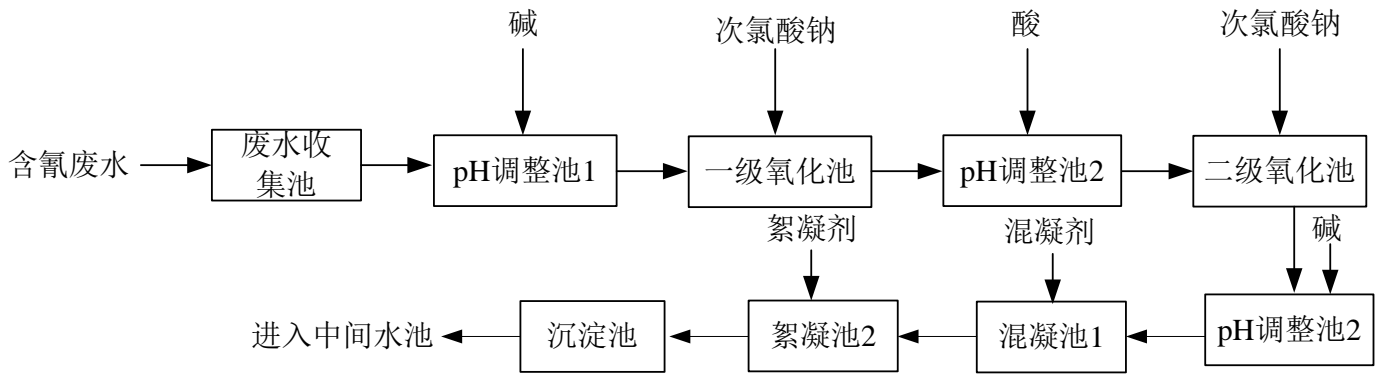 碱
次氯酸钠
酸
次氯酸钠
含氰废水
废水收
集池
pH调整池1
一级氧化池
pH调整池2
二级氧化池
絮凝剂
混凝剂
碱
进入中间水池
沉淀池
絮凝池2
混凝池1
pH调整池2